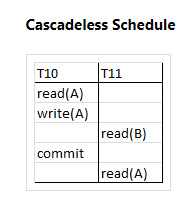 Cascadeless Schedule
T10 T11
read(A)
write(A)
read(B)
commit
read(A)